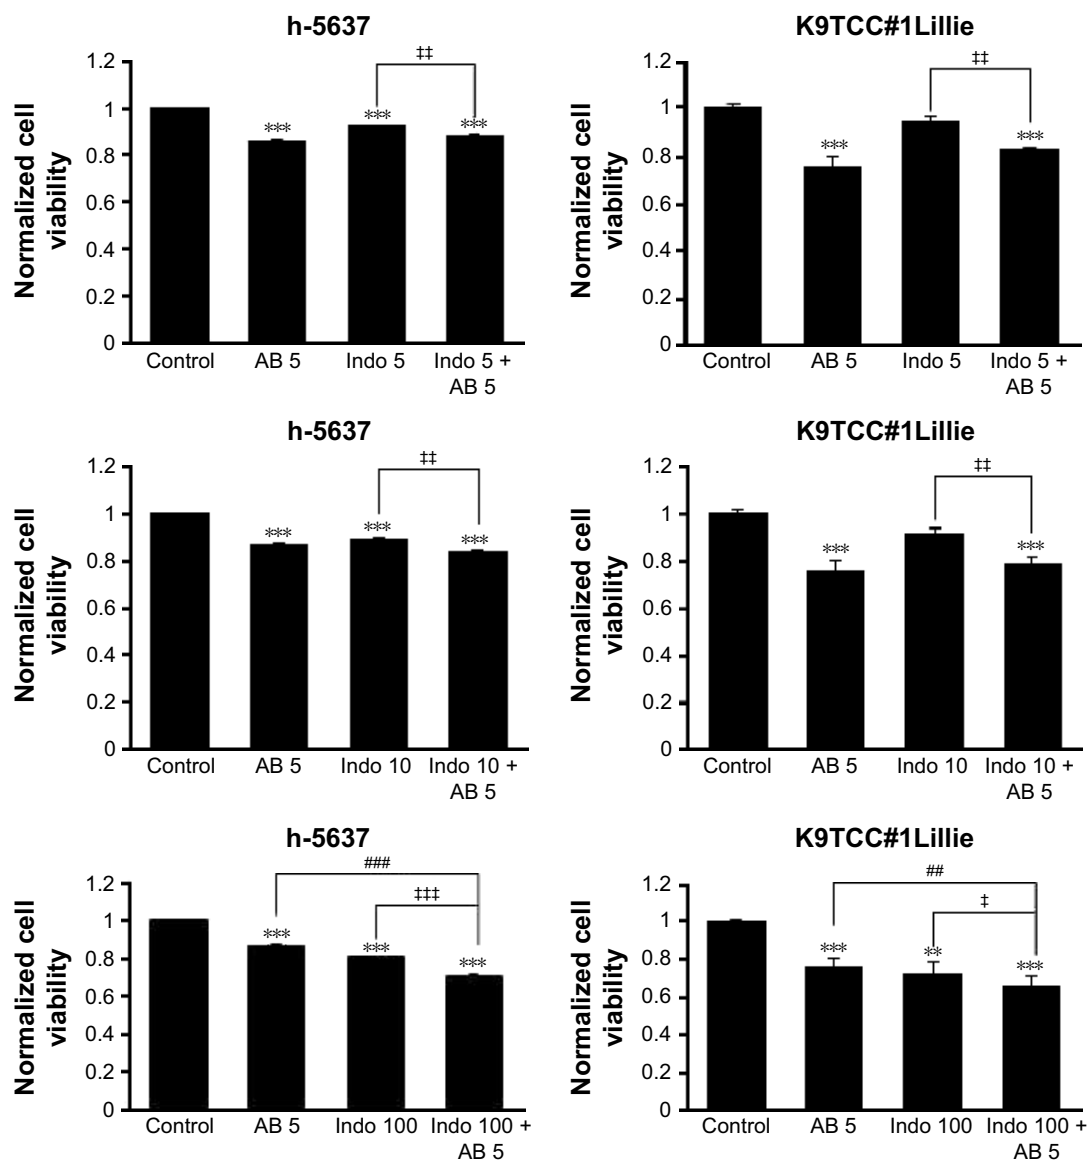 h-5637
Normalized cell
viability
1.2
1
0.8
0.6
0.4
0.2
0
‡‡
***
***
***
Control
AB 5
Indo 5
Indo 5 +
AB 5
K9TCC#1Lillie
Normalized cell
viability
1.2
1
0.8
0.6
0.4
0.2
0
‡‡
***
***
Control
AB 5
Indo 5
Indo 5 +
AB 5
h-5637
Normalized cell
viability
1.2
1
0.8
0.6
0.4
0.2
0
‡‡
***
***
***
Control
AB 5
Indo 10
Indo 10 +
AB 5
K9TCC#1Lillie
Normalized cell
viability
1.2
1
0.8
0.6
0.4
0.2
0
‡‡
***
***
Control
AB 5
Indo 10
Indo 10 +
AB 5
h-5637
Normalized cell
viability
1.2
1
0.8
0.6
0.4
0.2
0
###
‡‡‡
***
***
***
Control
AB 5
Indo 100
Indo 100 +
AB 5
K9TCC#1Lillie
Normalized cell
viability
1.2
1
0.8
0.6
0.4
0.2
0
##
‡
***
**
***
Control
AB 5
Indo 100
Indo 100 +
AB 5